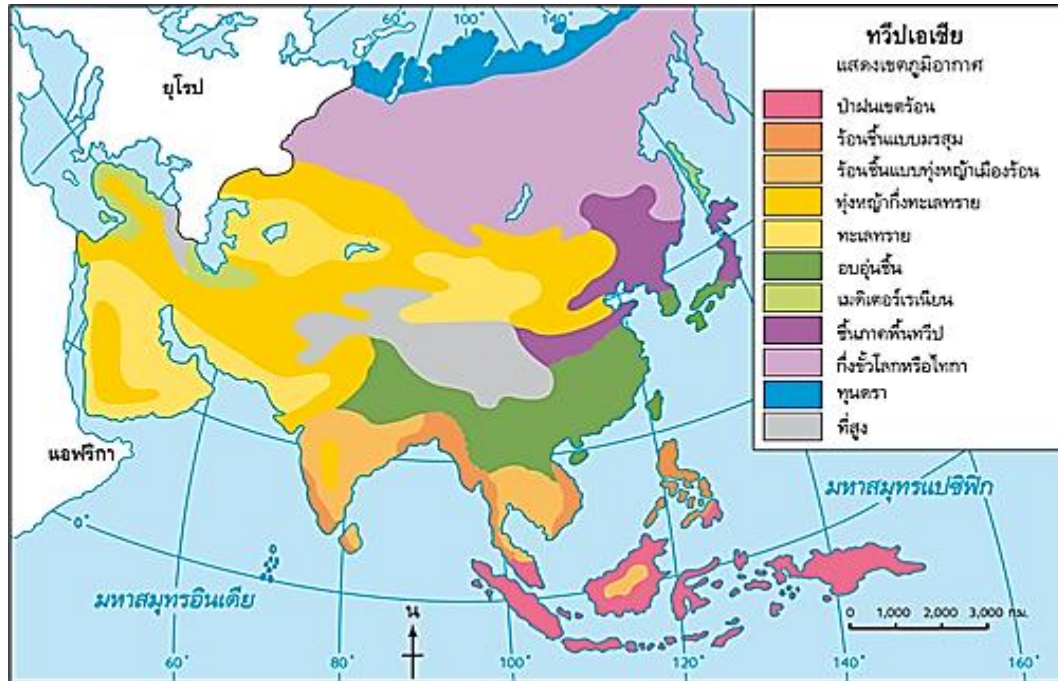 60°
100°
140°
ยุโรป
ทวีปเอเชีย
แสดงเขตภูมิอากาศ
ป่าฝนเขตร้อน
ร้อนชื้นแบบมรสุม
ร้อนชื้นแบบทุ่งหญ้าเมืองร้อน
ทุ่งหญ้ากึ่งทะเลทราย
ทะเลทราย
อบอุ่นชื้น
เมดิเตอร์เรเนียน
ชื้นภาคพื้นทวีป
กึ่งขั้วโลกหรือไทกา
ทุนดรา
ที่สูง
แอฟริกา
มหาสมุทรแปซิฟิก
0°
มหาสมุทรอินเดีย
น
0 1,000 2,000 3,000 กม.
60° 80° 100° 120° 140° 160°